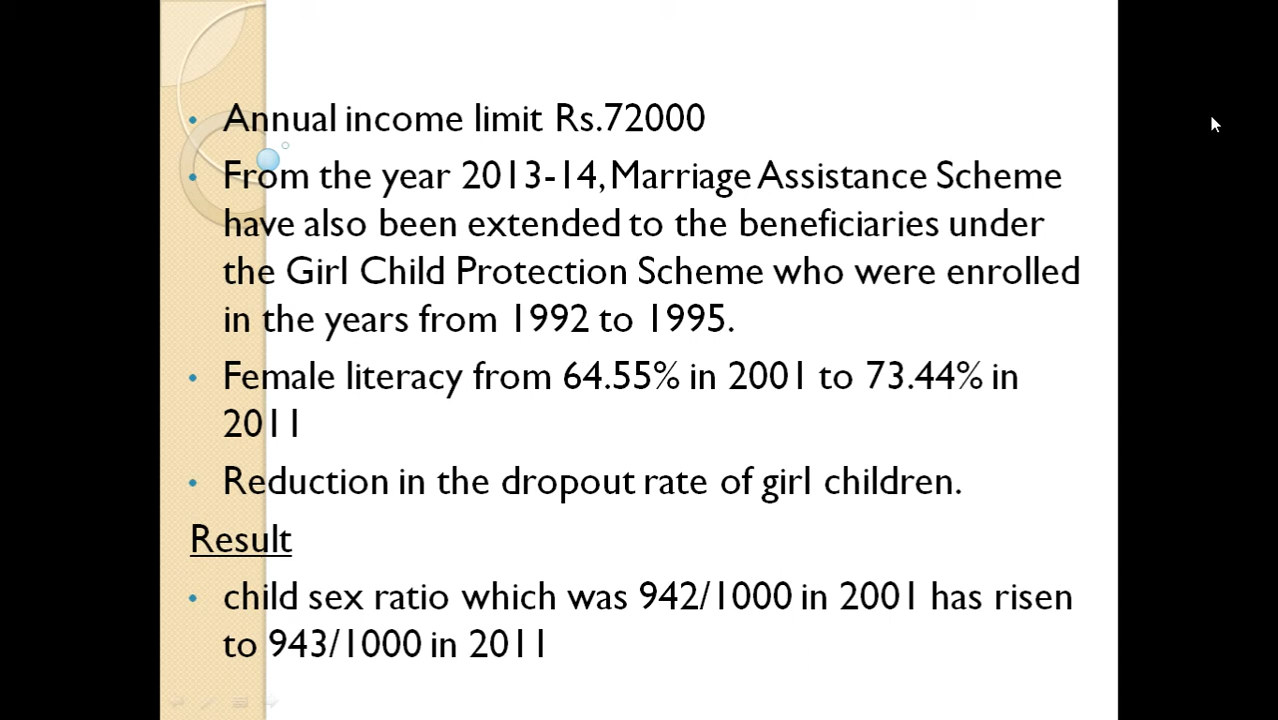 • Annual income limit Rs.72000
• From the year 2013-14, Marriage Assistance Scheme
have also been extended to the beneficiaries under
the Girl Child Protection Scheme who were enrolled
in the years from 1992 to 1995.
• Female literacy from 64.55% in 2001 to 73.44% in
2011
• Reduction in the dropout rate of girl children.
Result
• child sex ratio which was 942/1000 in 2001 has risen
to 943/1000 in 2011